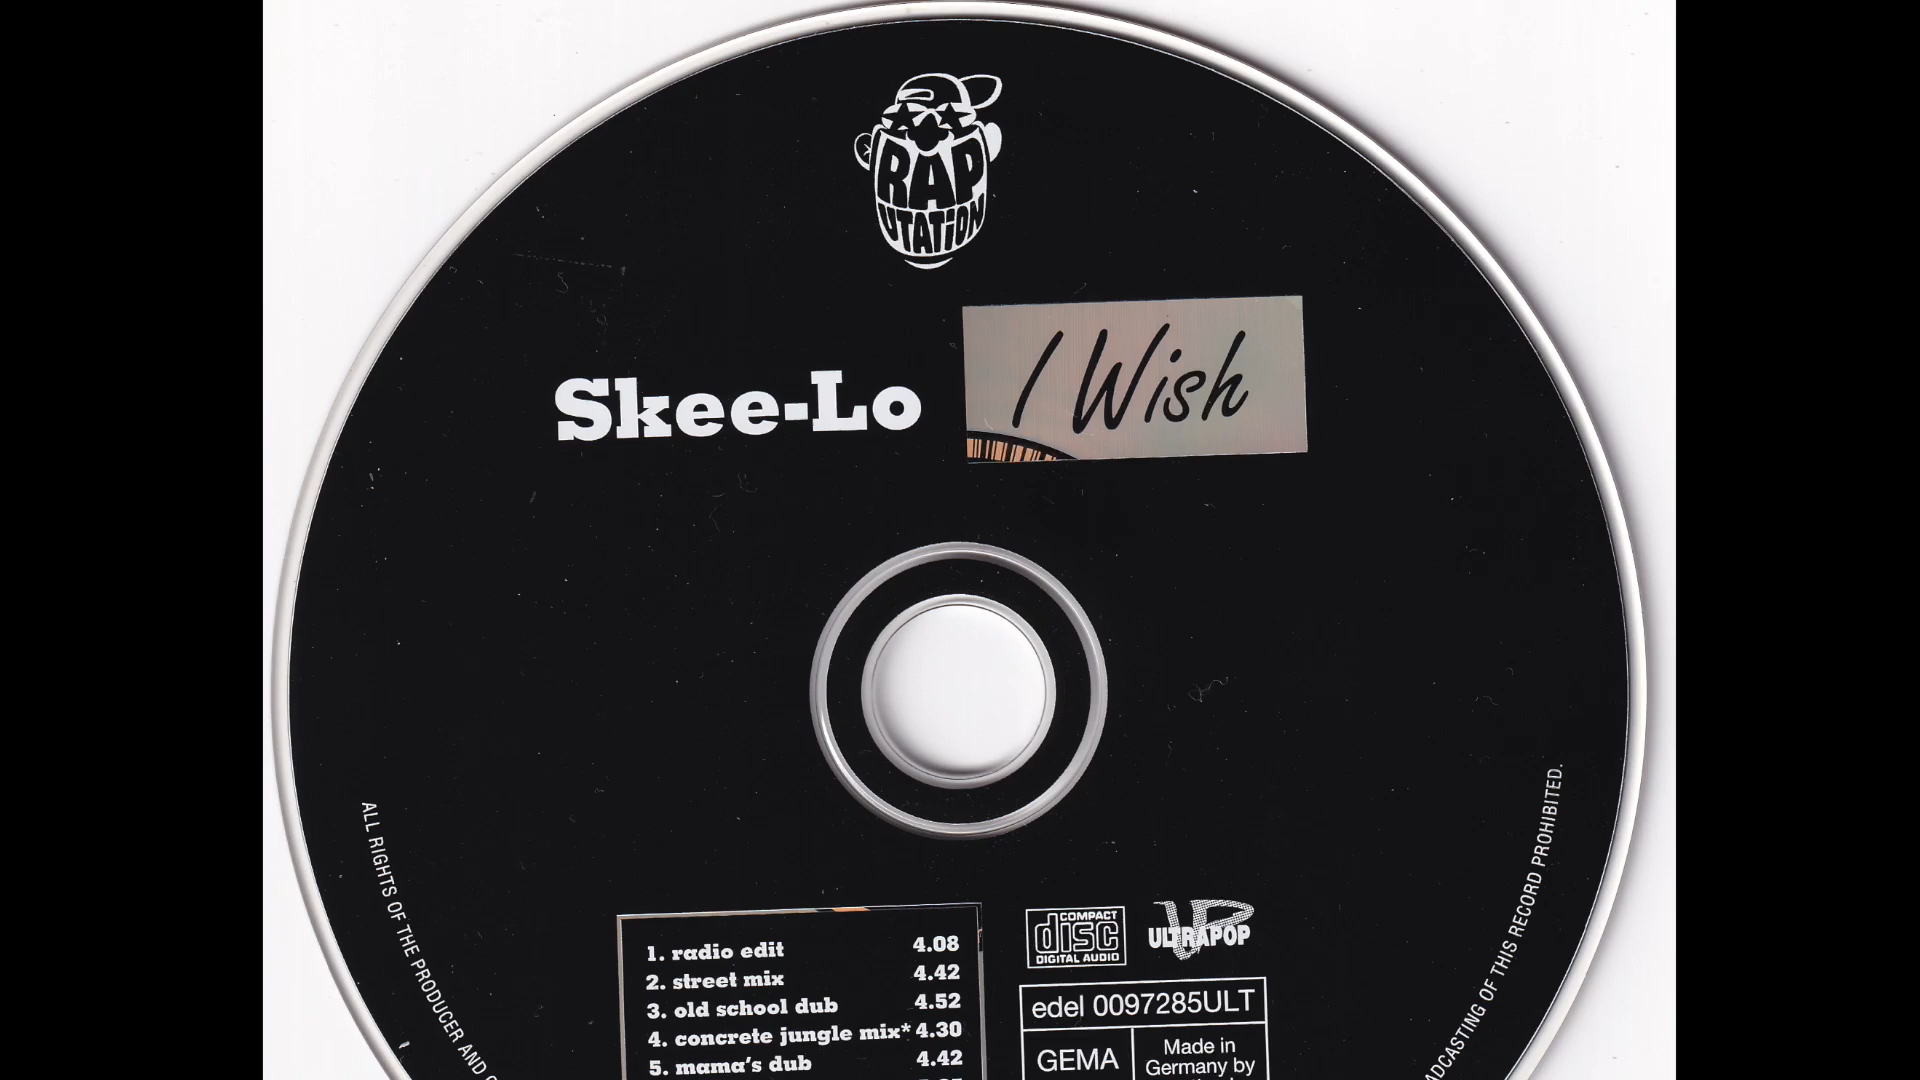 RAP
UTATION
Skee-Lo
I Wish
ALL RIGHTS OF THE PRODUCER AND
1. radio edit 4.08
2. street mix 4.42
3. old school dub 4.52
4. concrete jungle mix* 4.30
5. mama's dub 4.42
COMPACT
disc
DIGITAL AUDIO
ULTRAPOP
edel 0097285ULT
GEMA
Made in
Germany by
OF THIS RECORD PROHIBITED.